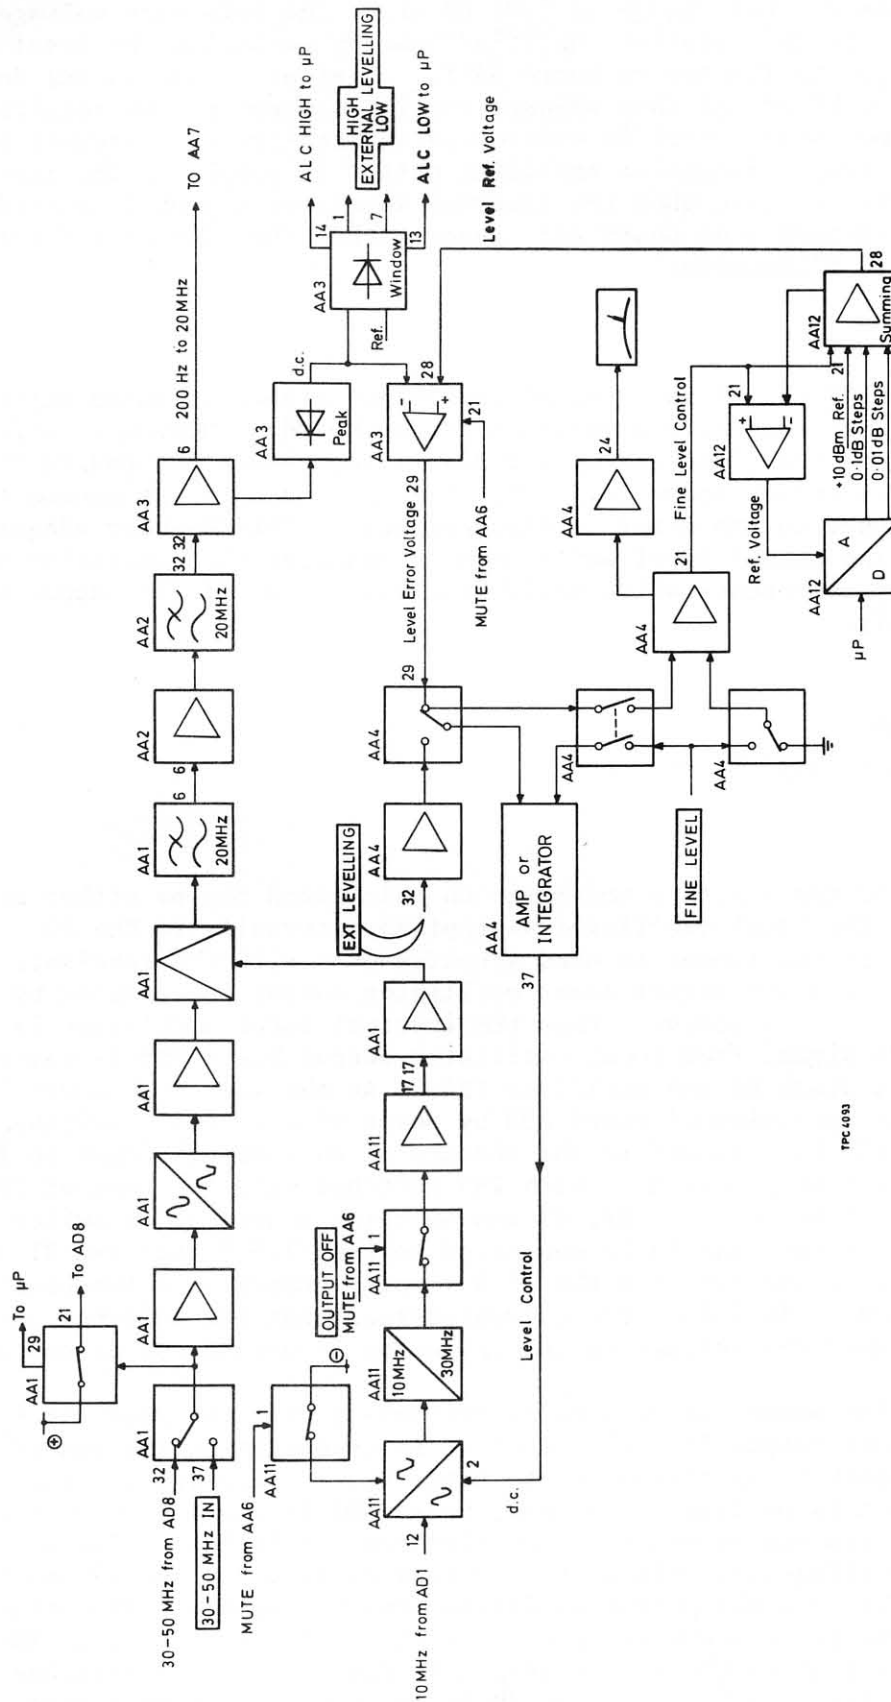 To µP
29
21
To AD8
AA1
⊕
30-50 MHz from AD8
32
37
30-50 MHz IN
AA1
AA1
AA1
AA1
AA1
AA1
20MHz
6
6
AA2
AA2
20MHz
32
32
AA3
6
200 Hz to 20MHz
TO AA7
AA3
Peak
d.c.
AA3
Window
Ref.
14
1
7
13
ALC HIGH to µP
HIGH
EXTERNAL LEVELLING
LOW
ALC LOW to µP
AA3
-
+
28
21
29
MUTE from AA6
Level Error Voltage
Level Ref. Voltage
MUTE from AA6
1
AA11
⊖
OUTPUT OFF
MUTE from AA6
1
AA11
10MHz from AD1
12
AA11
2
d.c.
AA11
10MHz
30MHz
AA11
17
17
AA1
EXT LEVELLING
32
AA4
AA4
29
Level Control
37
AA4
AMP or
INTEGRATOR
AA4
FINE LEVEL
AA4
AA4
21
Fine Level Control
AA4
24
AA12
21
+
-
Ref. Voltage
µP
AA12
D
A
+10 dBm Ref.
0·1dB Steps
0·01dB Steps
21
AA12
Summing
28
TPC 4093